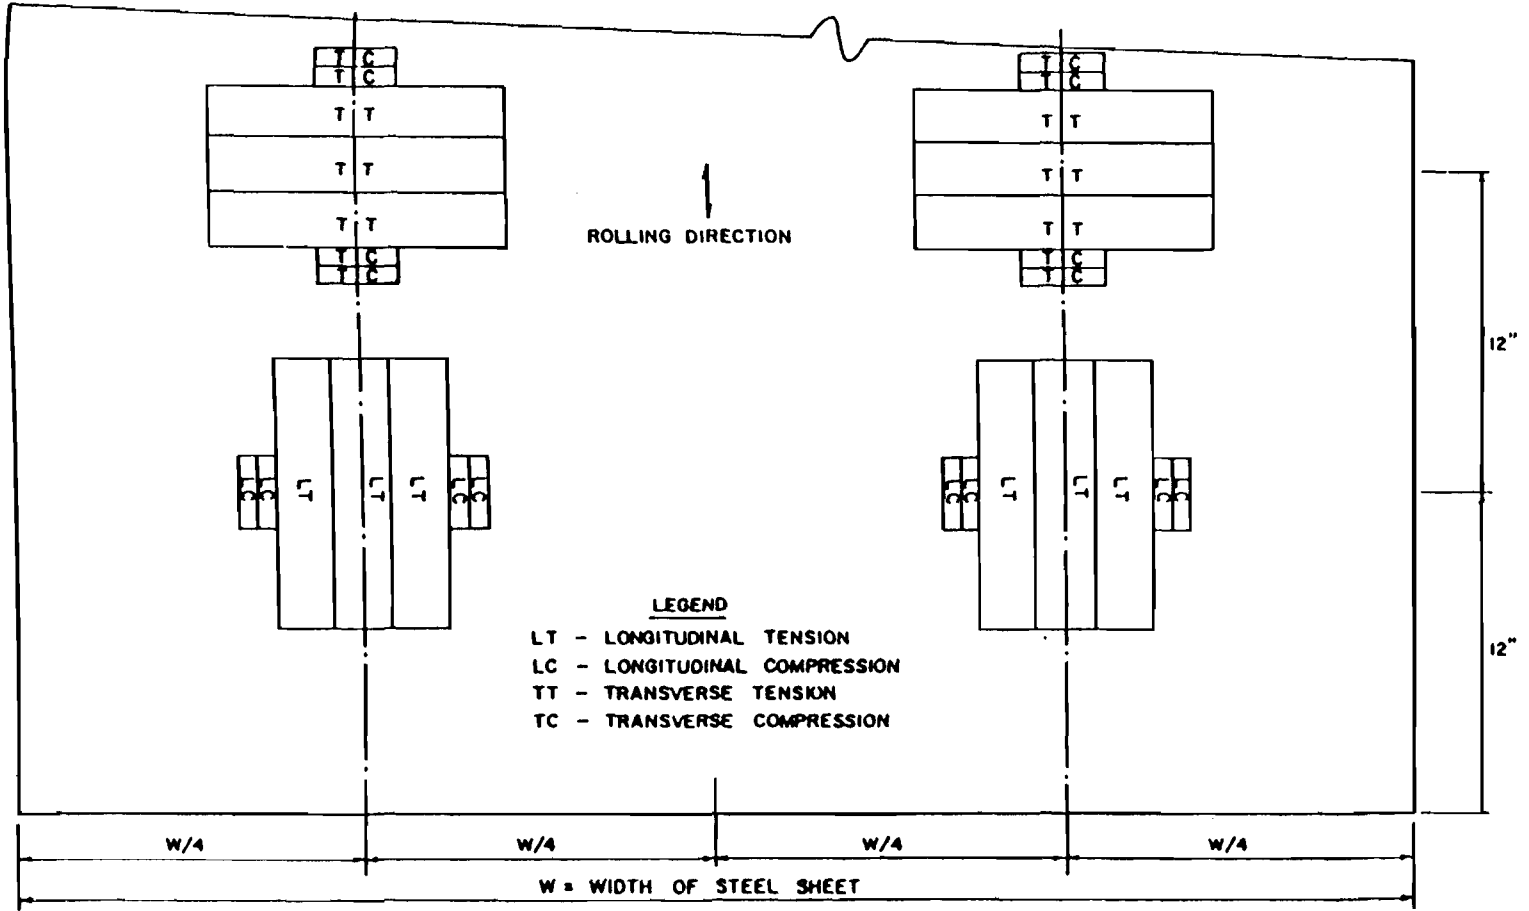 T C
T C
T T
T T
T T
T C
T C
T C
T C
T T
T T
T T
T C
T C
ROLLING DIRECTION
12"
LC
LC
LT
LT
LT
LC
LC
LC
LC
LT
LT
LT
LC
LC
12"
LEGEND
LT - LONGITUDINAL TENSION
LC - LONGITUDINAL COMPRESSION
TT - TRANSVERSE TENSION
TC - TRANSVERSE COMPRESSION
W/4
W/4
W/4
W/4
W = WIDTH OF STEEL SHEET